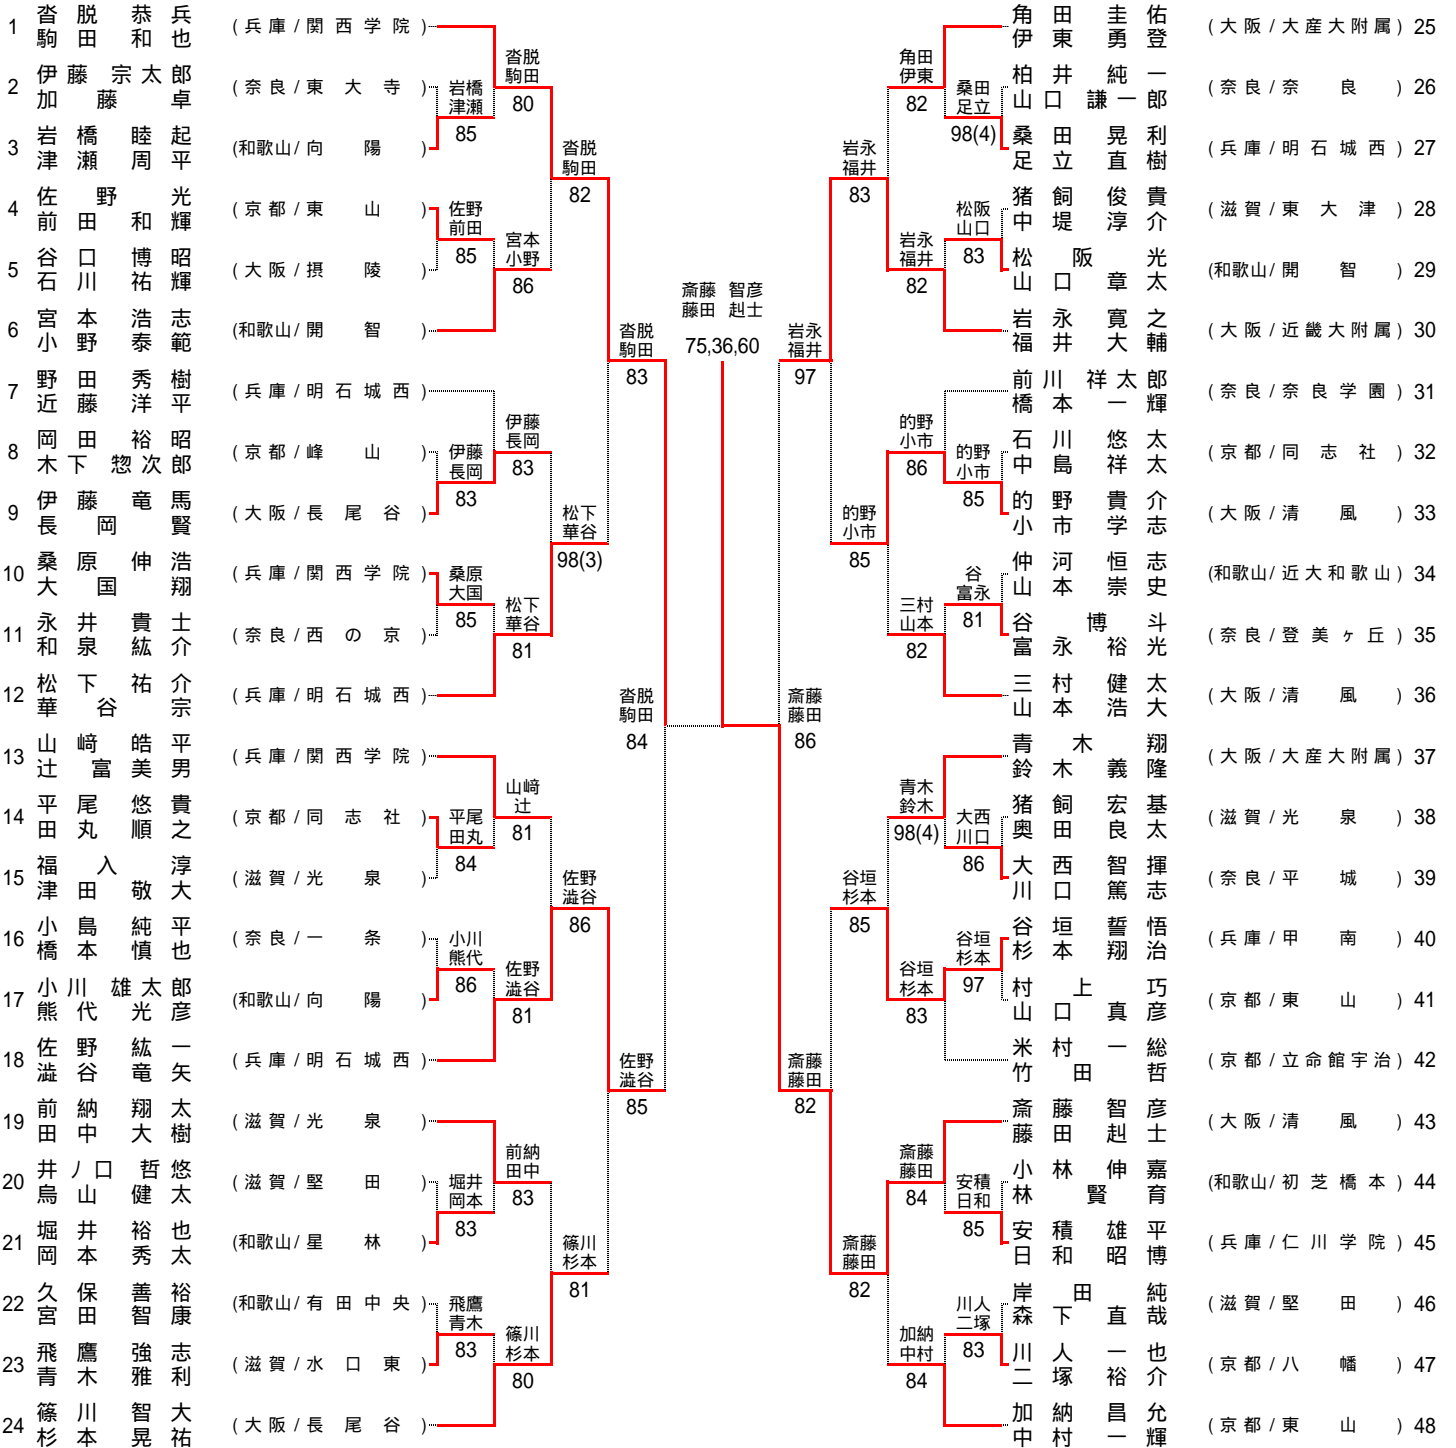 1 沓脱恭兵 (兵庫/関西学院)
駒田和也
2 伊藤宗太郎 (奈良/東大寺)
加藤卓
3 岩橋睦起 (和歌山/向陽)
津瀬周平
4 佐野光 (京都/東山)
前田和輝
5 谷口博昭 (大阪/摂陵)
石川祐輝
6 宮本浩志 (和歌山/開智)
小野泰範
7 野田秀樹 (兵庫/明石城西)
近藤洋平
8 岡田裕昭 (京都/峰山)
木下惣次郎
9 伊藤竜馬 (大阪/長尾谷)
長岡賢
10 桑原伸浩 (兵庫/関西学院)
大国翔
11 永井貴士 (奈良/西の京)
和泉紘介
12 松下祐介 (兵庫/明石城西)
華谷宗
13 山﨑皓平 (兵庫/関西学院)
辻富美男
14 平尾悠貴 (京都/同志社)
田丸順之
15 福入淳 (滋賀/光泉)
津田敬大
16 小島純平 (奈良/一条)
橋本慎也
17 小川雄太郎 (和歌山/向陽)
熊代光彦
18 佐野紘一 (兵庫/明石城西)
澁谷竜矢
19 前納翔太 (滋賀/光泉)
田中大樹
20 井ノ口哲悠 (滋賀/堅田)
烏山健太
21 堀井裕也 (和歌山/星林)
岡本秀太
22 久保善裕 (和歌山/有田中央)
宮田智康
23 飛鷹強志 (滋賀/水口東)
青木雅利
24 篠川智大 (大阪/長尾谷)
杉本晃祐
岩橋
津瀬
85
佐野
前田
85
伊藤
長岡
83
桑原
大国
85
平尾
田丸
84
小川
熊代
86
堀井
岡本
83
飛鷹
青木
83
沓脱
駒田
80
宮本
小野
86
伊藤
長岡
83
松下
華谷
81
山﨑
辻
81
佐野
澁谷
81
前納
田中
83
篠川
杉本
80
沓脱
駒田
82
松下
華谷
98(3)
佐野
澁谷
86
篠川
杉本
81
沓脱
駒田
83
佐野
澁谷
85
沓脱
駒田
84
斎藤 智彦
藤田 赳士
75,36,60
斎藤
藤田
86
岩永
福井
97
斎藤
藤田
82
岩永
福井
83
的野
小市
85
谷垣
杉本
85
斎藤
藤田
82
角田
伊東
82
岩永
福井
82
的野
小市
86
三村
山本
82
青木
鈴木
98(4)
谷垣
杉本
83
斎藤
藤田
84
加納
中村
84
桑田
足立
98(4)
松阪
山口
83
的野
小市
85
谷
富永
81
大西
川口
86
谷垣
杉本
97
安積
日和
85
川人
二塚
83
角田圭佑 (大阪/大産大附属) 25
伊東勇登
柏井純一 (奈良/奈良) 26
山口謙一郎
桑田晃利 (兵庫/明石城西) 27
足立直樹
猪飼俊貴 (滋賀/東大津) 28
中堤淳介
松阪光 (和歌山/開智) 29
山口章太
岩永寛之 (大阪/近畿大附属) 30
福井大輔
前川祥太郎 (奈良/奈良学園) 31
橋本一輝
石川悠太 (京都/同志社) 32
中島祥太
的野貴介 (大阪/清風) 33
小市学志
仲河恒志 (和歌山/近大和歌山) 34
山本崇史
谷博斗 (奈良/登美ヶ丘) 35
富永裕光
三村健太 (大阪/清風) 36
山本浩大
青木翔 (大阪/大産大附属) 37
鈴木義隆
猪飼宏基 (滋賀/光泉) 38
奥田良太
大西智揮 (奈良/平城) 39
川口篤志
谷垣誓悟 (兵庫/甲南) 40
杉本翔治
村上巧 (京都/東山) 41
山口真彦
米村一総 (京都/立命館宇治) 42
竹田哲
斎藤智彦 (大阪/清風) 43
藤田赳士
小林伸嘉 (和歌山/初芝橋本) 44
林賢育
安積雄平 (兵庫/仁川学院) 45
日和昭博
岸田純 (滋賀/堅田) 46
森下直哉
川人一也 (京都/八幡) 47
二塚裕介
加納昌允 (京都/東山) 48
中村一輝